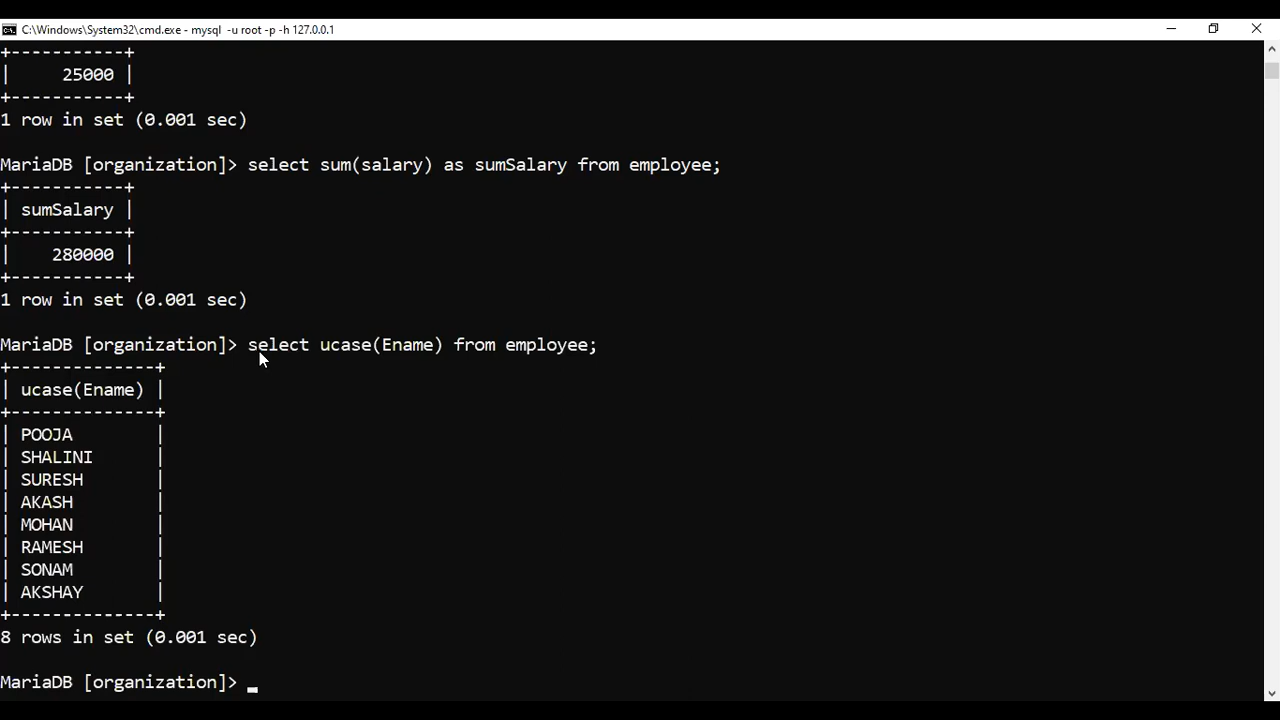 C:\Windows\System32\cmd.exe - mysql -u root -p -h 127.0.0.1
+-----------+
|     25000 |
+-----------+
1 row in set (0.001 sec)
MariaDB [organization]> select sum(salary) as sumSalary from employee;
+-----------+
| sumSalary |
+-----------+
|    280000 |
+-----------+
1 row in set (0.001 sec)
MariaDB [organization]> select ucase(Ename) from employee;
+--------------+
| ucase(Ename) |
+--------------+
| POOJA        |
| SHALINI      |
| SURESH       |
| AKASH        |
| MOHAN        |
| RAMESH       |
| SONAM        |
| AKSHAY       |
+--------------+
8 rows in set (0.001 sec)
MariaDB [organization]> _